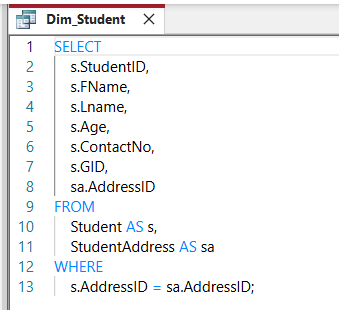 Dim_Student
1 SELECT
2 s.StudentID,
3 s.FName,
4 s.Lname,
5 s.Age,
6 s.ContactNo,
7 s.GID,
8 sa.AddressID
9 FROM
10 Student AS s,
11 StudentAddress AS sa
12 WHERE
13 s.AddressID = sa.AddressID;